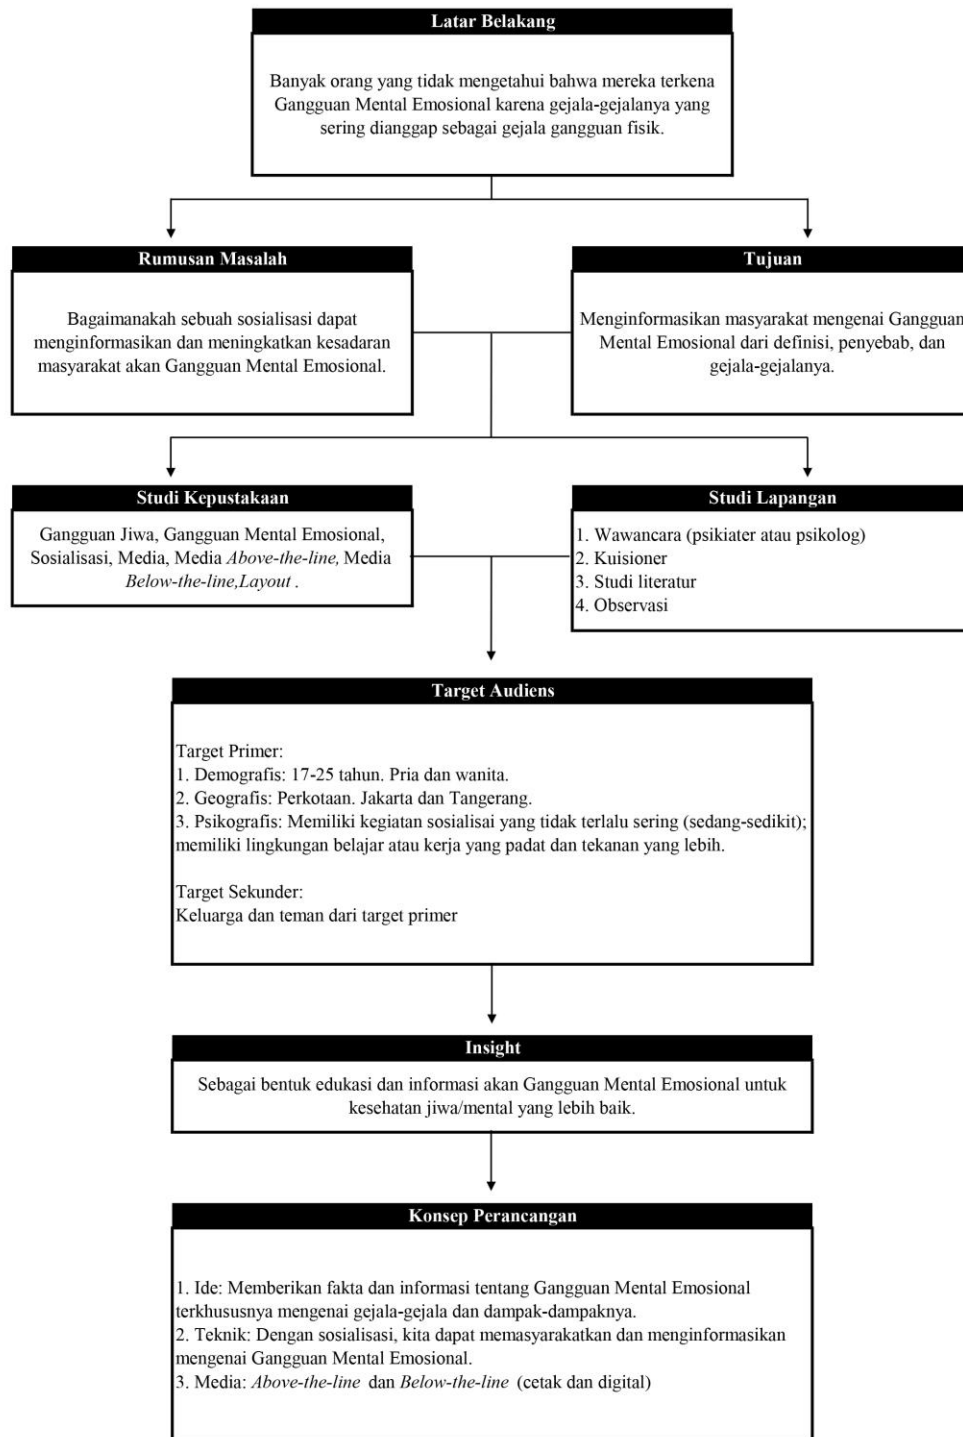 Latar Belakang
Banyak orang yang tidak mengetahui bahwa mereka terkena
Gangguan Mental Emosional karena gejala-gejalanya yang
sering dianggap sebagai gejala gangguan fisik.
Rumusan Masalah
Bagaimanakah sebuah sosialisasi dapat
menginformasikan dan meningkatkan kesadaran
masyarakat akan Gangguan Mental Emosional.
Tujuan
Menginformasikan masyarakat mengenai Gangguan
Mental Emosional dari definisi, penyebab, dan
gejala-gejalanya.
Studi Kepustakaan
Gangguan Jiwa, Gangguan Mental Emosional,
Sosialisasi, Media, Media Above-the-line, Media
Below-the-line,Layout .
Studi Lapangan
1. Wawancara (psikiater atau psikolog)
2. Kuisioner
3. Studi literatur
4. Observasi
Target Audiens
Target Primer:
1. Demografis: 17-25 tahun. Pria dan wanita.
2. Geografis: Perkotaan. Jakarta dan Tangerang.
3. Psikografis: Memiliki kegiatan sosialisai yang tidak terlalu sering (sedang-sedikit);
memiliki lingkungan belajar atau kerja yang padat dan tekanan yang lebih.
Target Sekunder:
Keluarga dan teman dari target primer
Insight
Sebagai bentuk edukasi dan informasi akan Gangguan Mental Emosional untuk
kesehatan jiwa/mental yang lebih baik.
Konsep Perancangan
1. Ide: Memberikan fakta dan informasi tentang Gangguan Mental Emosional
terkhususnya mengenai gejala-gejala dan dampak-dampaknya.
2. Teknik: Dengan sosialisasi, kita dapat memasyarakatkan dan menginformasikan
mengenai Gangguan Mental Emosional.
3. Media: Above-the-line dan Below-the-line (cetak dan digital)